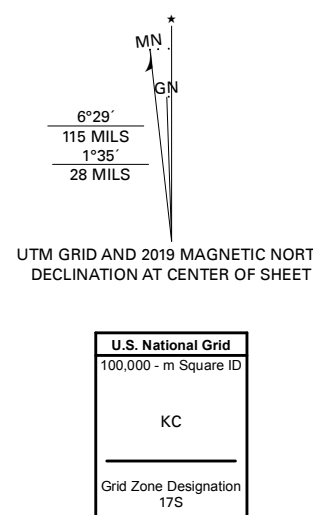 ★
MN
GN
6°29´
115 MILS
1°35´
28 MILS
UTM GRID AND 2019 MAGNETIC NORT
DECLINATION AT CENTER OF SHEET
U.S. National Grid
100,000 - m Square ID
KC
Grid Zone Designation
17S